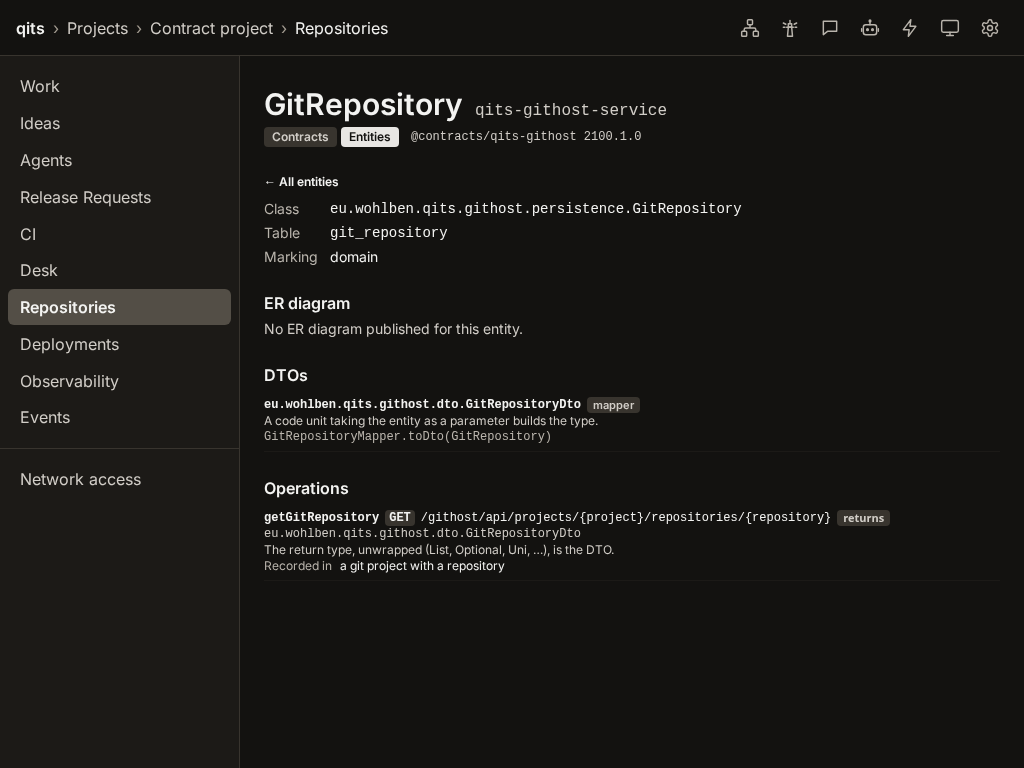 qits › Projects › Contract project › Repositories
Work
Ideas
Agents
Release Requests
CI
Desk
Repositories
Deployments
Observability
Events
Network access
GitRepository qits-githost-service
Contracts Entities @contracts/qits-githost 2100.1.0
← All entities
Class eu.wohlben.qits.githost.persistence.GitRepository
Table git_repository
Marking domain
ER diagram
No ER diagram published for this entity.
DTOs
eu.wohlben.qits.githost.dto.GitRepositoryDto mapper
A code unit taking the entity as a parameter builds the type.
GitRepositoryMapper.toDto(GitRepository)
Operations
getGitRepository GET /githost/api/projects/{project}/repositories/{repository} returns
eu.wohlben.qits.githost.dto.GitRepositoryDto
The return type, unwrapped (List, Optional, Uni, …), is the DTO.
Recorded in a git project with a repository